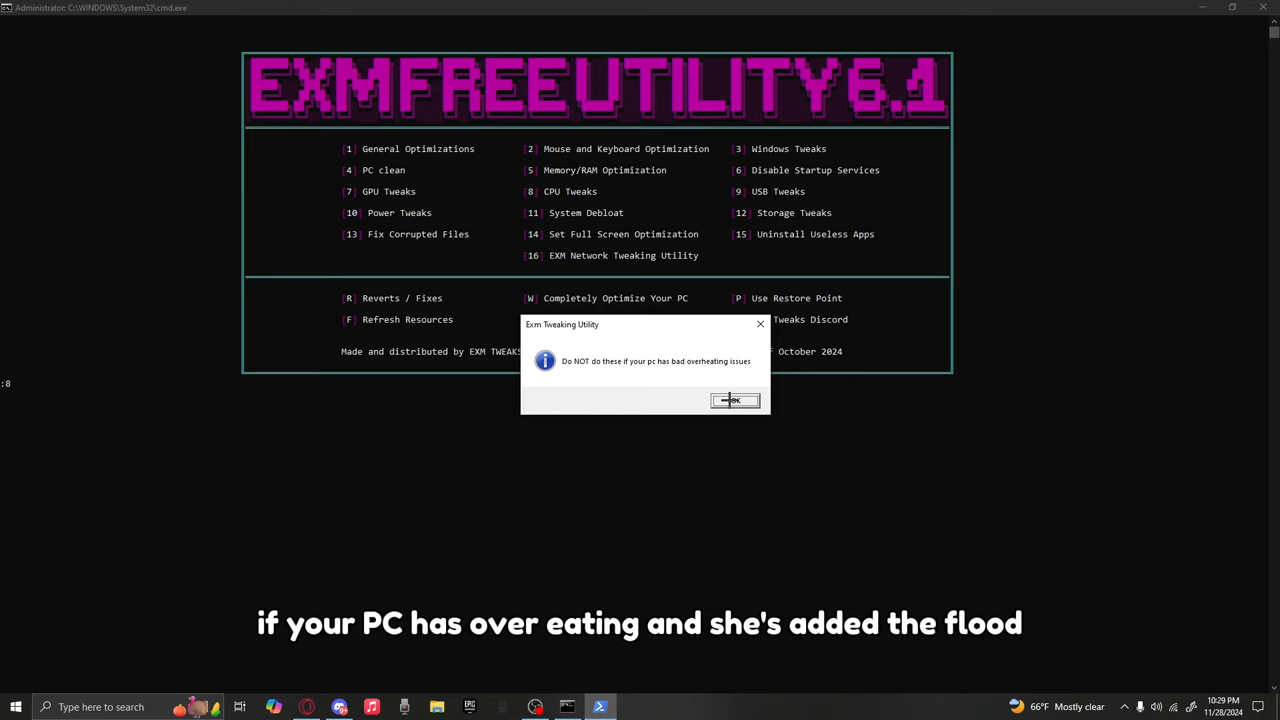 Administrator: C:\WINDOWS\System32\cmd.exe
EXM FREE UTILITY 6.1
[1] General Optimizations [2] Mouse and Keyboard Optimization [3] Windows Tweaks
[4] PC clean [5] Memory/RAM Optimization [6] Disable Startup Services
[7] GPU Tweaks [8] CPU Tweaks [9] USB Tweaks
[10] Power Tweaks [11] System Debloat [12] Storage Tweaks
[13] Fix Corrupted Files [14] Set Full Screen Optimization [15] Uninstall Useless Apps
[16] EXM Network Tweaking Utility
[R] Reverts / Fixes [W] Completely Optimize Your PC [P] Use Restore Point
[F] Refresh Resources Tweaks Discord
Made and distributed by EXM TWEAKS October 2024
Exm Tweaking Utility
Do NOT do these if your pc has bad overheating issues
OK
:8
if your PC has over eating and she's added the flood
Type here to search
EPIC
66°F Mostly clear
10:29 PM
11/28/2024